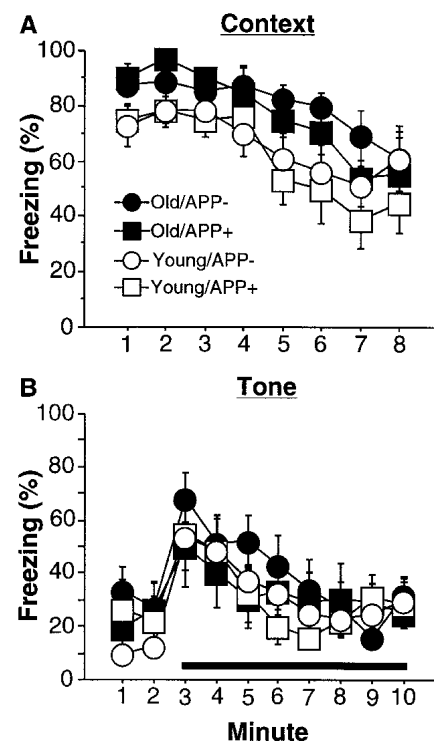 A Context
100
80
60
40
20
0
Freezing (%)
Old/APP-
Old/APP+
Young/APP-
Young/APP+
1 2 3 4 5 6 7 8
B Tone
100
80
60
40
20
0
Freezing (%)
1 2 3 4 5 6 7 8 9 10
Minute